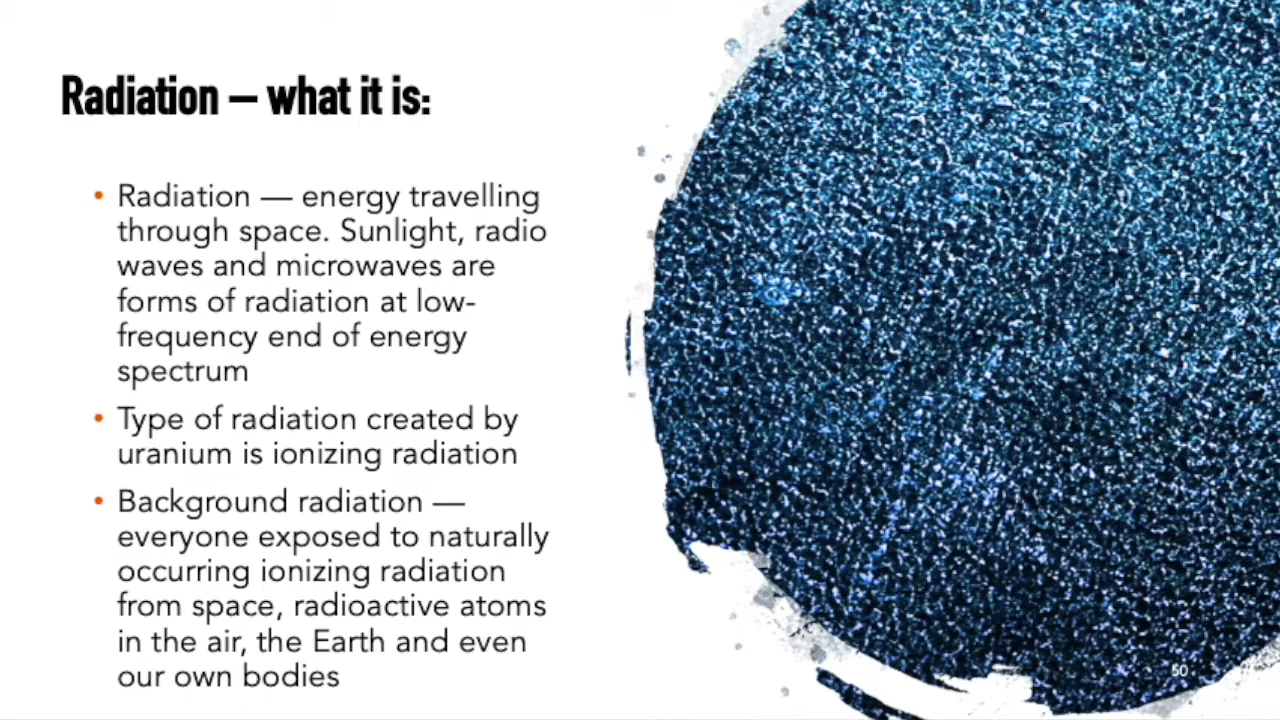 Radiation – what it is:
• Radiation — energy travelling
through space. Sunlight, radio
waves and microwaves are
forms of radiation at low-
frequency end of energy
spectrum
• Type of radiation created by
uranium is ionizing radiation
• Background radiation —
everyone exposed to naturally
occurring ionizing radiation
from space, radioactive atoms
in the air, the Earth and even
our own bodies
50